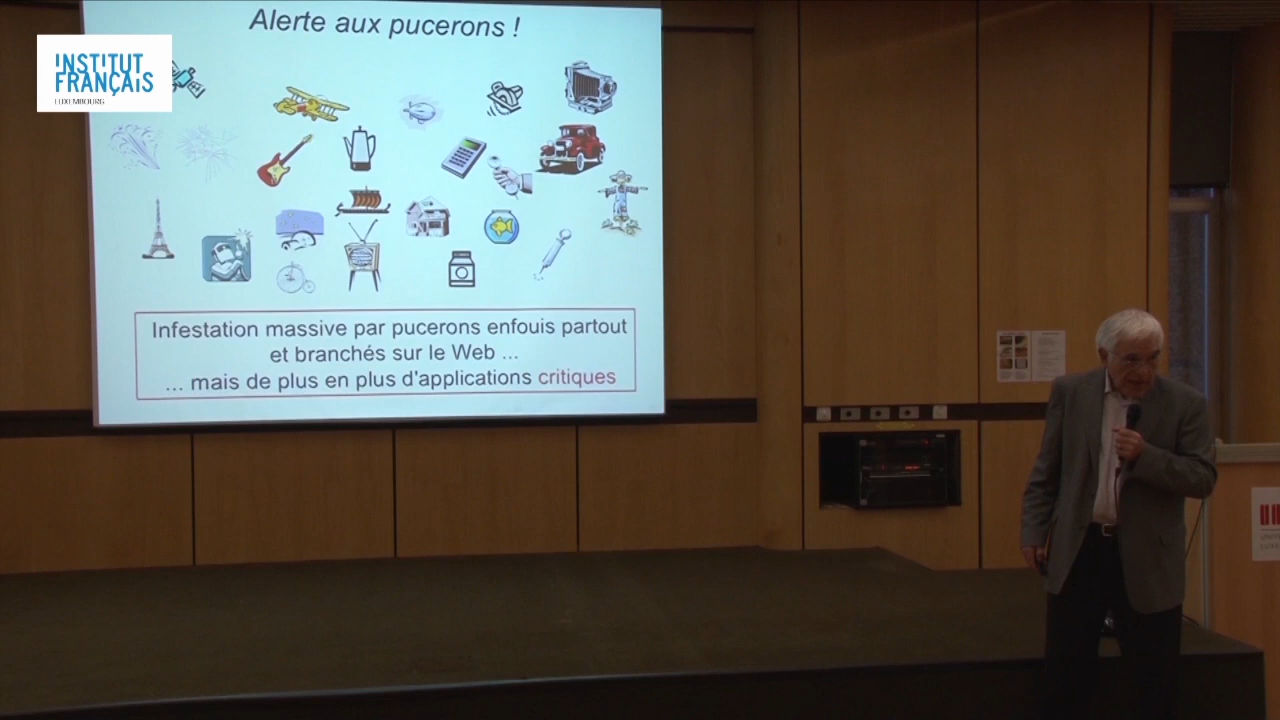 Alerte aux pucerons !
INSTITUT
FRANÇAIS
LUXEMBOURG
Infestation massive par pucerons enfouis partout
et branchés sur le Web ...
... mais de plus en plus d'applications critiques